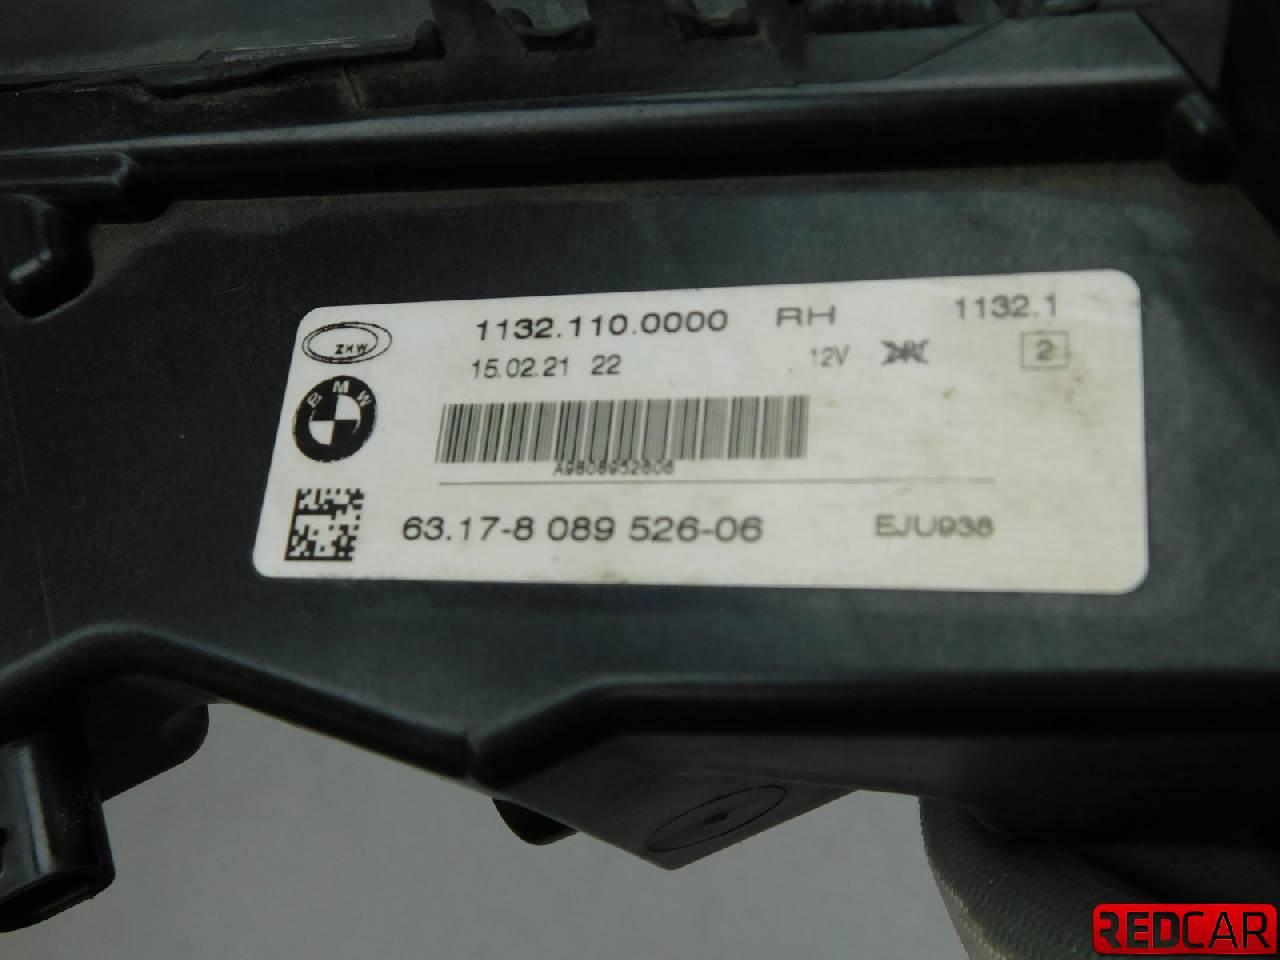 1132.110.0000 RH 1132.1
ZKW
15.02.21 22 12V 2
BMW
A9808952606
63.17-8 089 526-06 EJU938
REDCAR